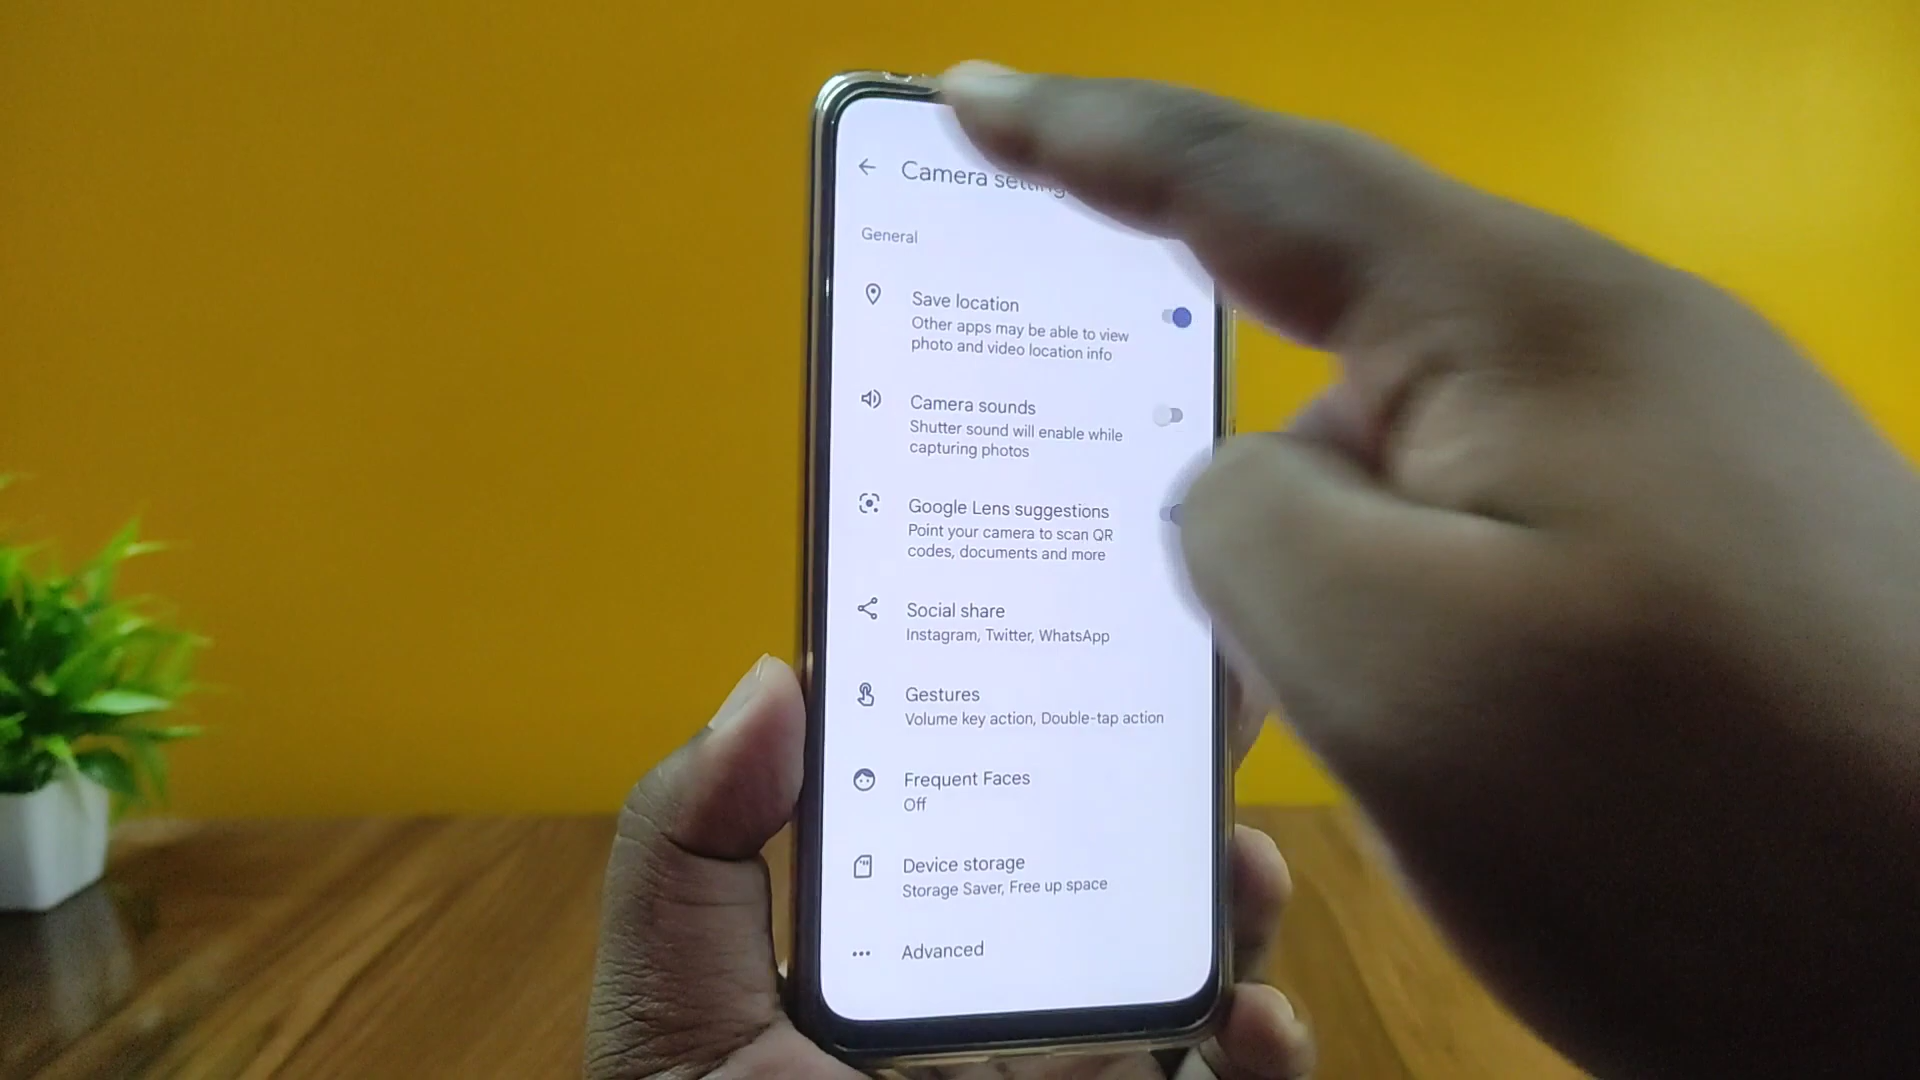 Camera settings
General
Save location
Other apps may be able to view
photo and video location info
Camera sounds
Shutter sound will enable while
capturing photos
Google Lens suggestions
Point your camera to scan QR
codes, documents and more
Social share
Instagram, Twitter, WhatsApp
Gestures
Volume key action, Double-tap action
Frequent Faces
Off
Device storage
Storage Saver, Free up space
Advanced